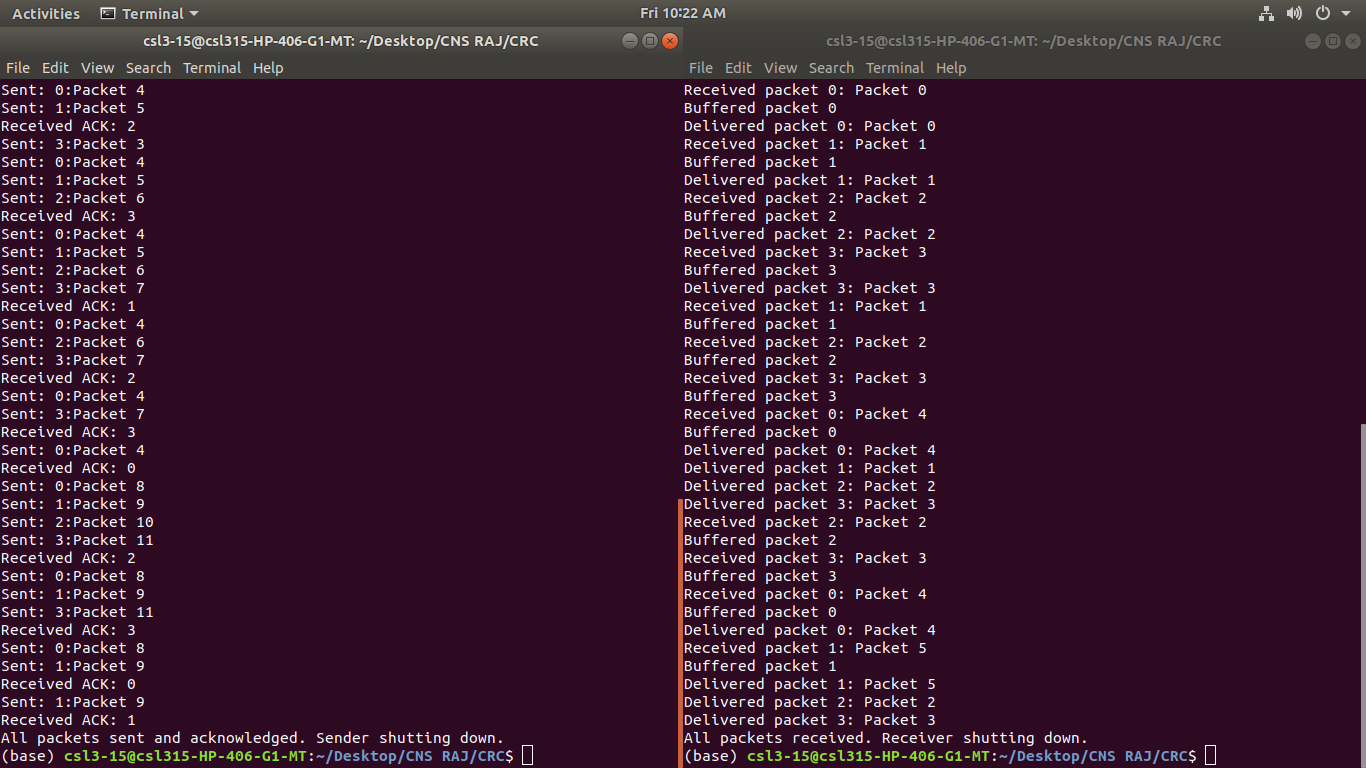 Activities Terminal Fri 10:22 AM
csl3-15@csl315-HP-406-G1-MT: ~/Desktop/CNS RAJ/CRC
File Edit View Search Terminal Help
Sent: 0:Packet 4
Sent: 1:Packet 5
Received ACK: 2
Sent: 3:Packet 3
Sent: 0:Packet 4
Sent: 1:Packet 5
Sent: 2:Packet 6
Received ACK: 3
Sent: 0:Packet 4
Sent: 1:Packet 5
Sent: 2:Packet 6
Sent: 3:Packet 7
Received ACK: 1
Sent: 0:Packet 4
Sent: 2:Packet 6
Sent: 3:Packet 7
Received ACK: 2
Sent: 0:Packet 4
Sent: 3:Packet 7
Received ACK: 3
Sent: 0:Packet 4
Received ACK: 0
Sent: 0:Packet 8
Sent: 1:Packet 9
Sent: 2:Packet 10
Sent: 3:Packet 11
Received ACK: 2
Sent: 0:Packet 8
Sent: 1:Packet 9
Sent: 3:Packet 11
Received ACK: 3
Sent: 0:Packet 8
Sent: 1:Packet 9
Received ACK: 0
Sent: 1:Packet 9
Received ACK: 1
All packets sent and acknowledged. Sender shutting down.
(base) csl3-15@csl315-HP-406-G1-MT:~/Desktop/CNS RAJ/CRC$
csl3-15@csl315-HP-406-G1-MT: ~/Desktop/CNS RAJ/CRC
File Edit View Search Terminal Help
Received packet 0: Packet 0
Buffered packet 0
Delivered packet 0: Packet 0
Received packet 1: Packet 1
Buffered packet 1
Delivered packet 1: Packet 1
Received packet 2: Packet 2
Buffered packet 2
Delivered packet 2: Packet 2
Received packet 3: Packet 3
Buffered packet 3
Delivered packet 3: Packet 3
Received packet 1: Packet 1
Buffered packet 1
Received packet 2: Packet 2
Buffered packet 2
Received packet 3: Packet 3
Buffered packet 3
Received packet 0: Packet 4
Buffered packet 0
Delivered packet 0: Packet 4
Delivered packet 1: Packet 1
Delivered packet 2: Packet 2
Delivered packet 3: Packet 3
Received packet 2: Packet 2
Buffered packet 2
Received packet 3: Packet 3
Buffered packet 3
Received packet 0: Packet 4
Buffered packet 0
Delivered packet 0: Packet 4
Received packet 1: Packet 5
Buffered packet 1
Delivered packet 1: Packet 5
Delivered packet 2: Packet 2
Delivered packet 3: Packet 3
All packets received. Receiver shutting down.
(base) csl3-15@csl315-HP-406-G1-MT:~/Desktop/CNS RAJ/CRC$